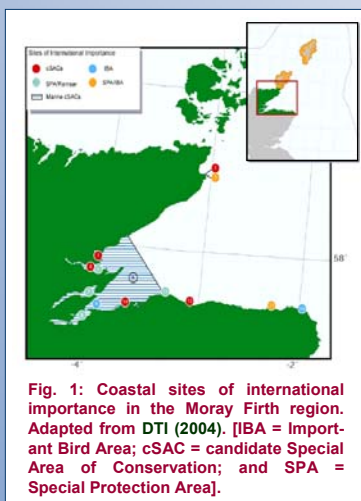 Sites of International Importance
cSACs
IBA
SPA/Ramsar
SPA/IBA
Marine cSACs
58°
-4°
-2°
Fig. 1: Coastal sites of international
importance in the Moray Firth region.
Adapted from DTI (2004). [IBA = Import-
ant Bird Area; cSAC = candidate Special
Area of Conservation; and SPA =
Special Protection Area].